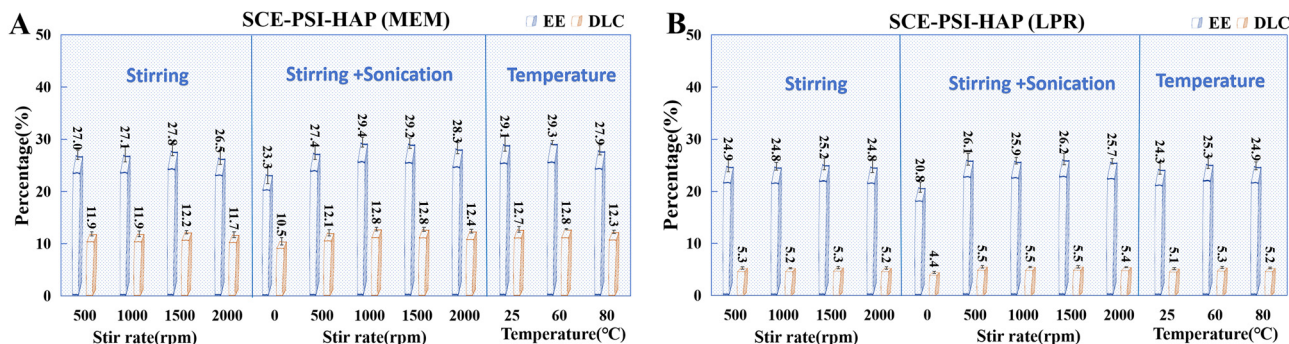 A
SCE-PSI-HAP (MEM)
EE DLC
Percentage(%)
50
40
30
20
10
0
Stirring
Stirring +Sonication
Temperature
27.0 11.9 27.1 11.9 27.8 12.2 26.5 11.7
23.3 10.5 27.4 12.1 29.4 12.8 29.2 12.8 28.3 12.4
29.1 12.7 29.3 12.8 27.9 12.3
500 1000 1500 2000 0 500 1000 1500 2000 25 60 80
Stir rate(rpm) Stir rate(rpm) Temperature(℃)
B
SCE-PSI-HAP (LPR)
EE DLC
Percentage(%)
50
40
30
20
10
0
Stirring
Stirring +Sonication
Temperature
24.9 5.3 24.8 5.2 25.2 5.3 24.8 5.2
20.8 4.4 26.1 5.5 25.9 5.5 26.2 5.5 25.7 5.4
24.3 5.1 25.3 5.3 24.9 5.2
500 1000 1500 2000 0 500 1000 1500 2000 25 60 80
Stir rate(rpm) Stir rate(rpm) Temperature(℃)